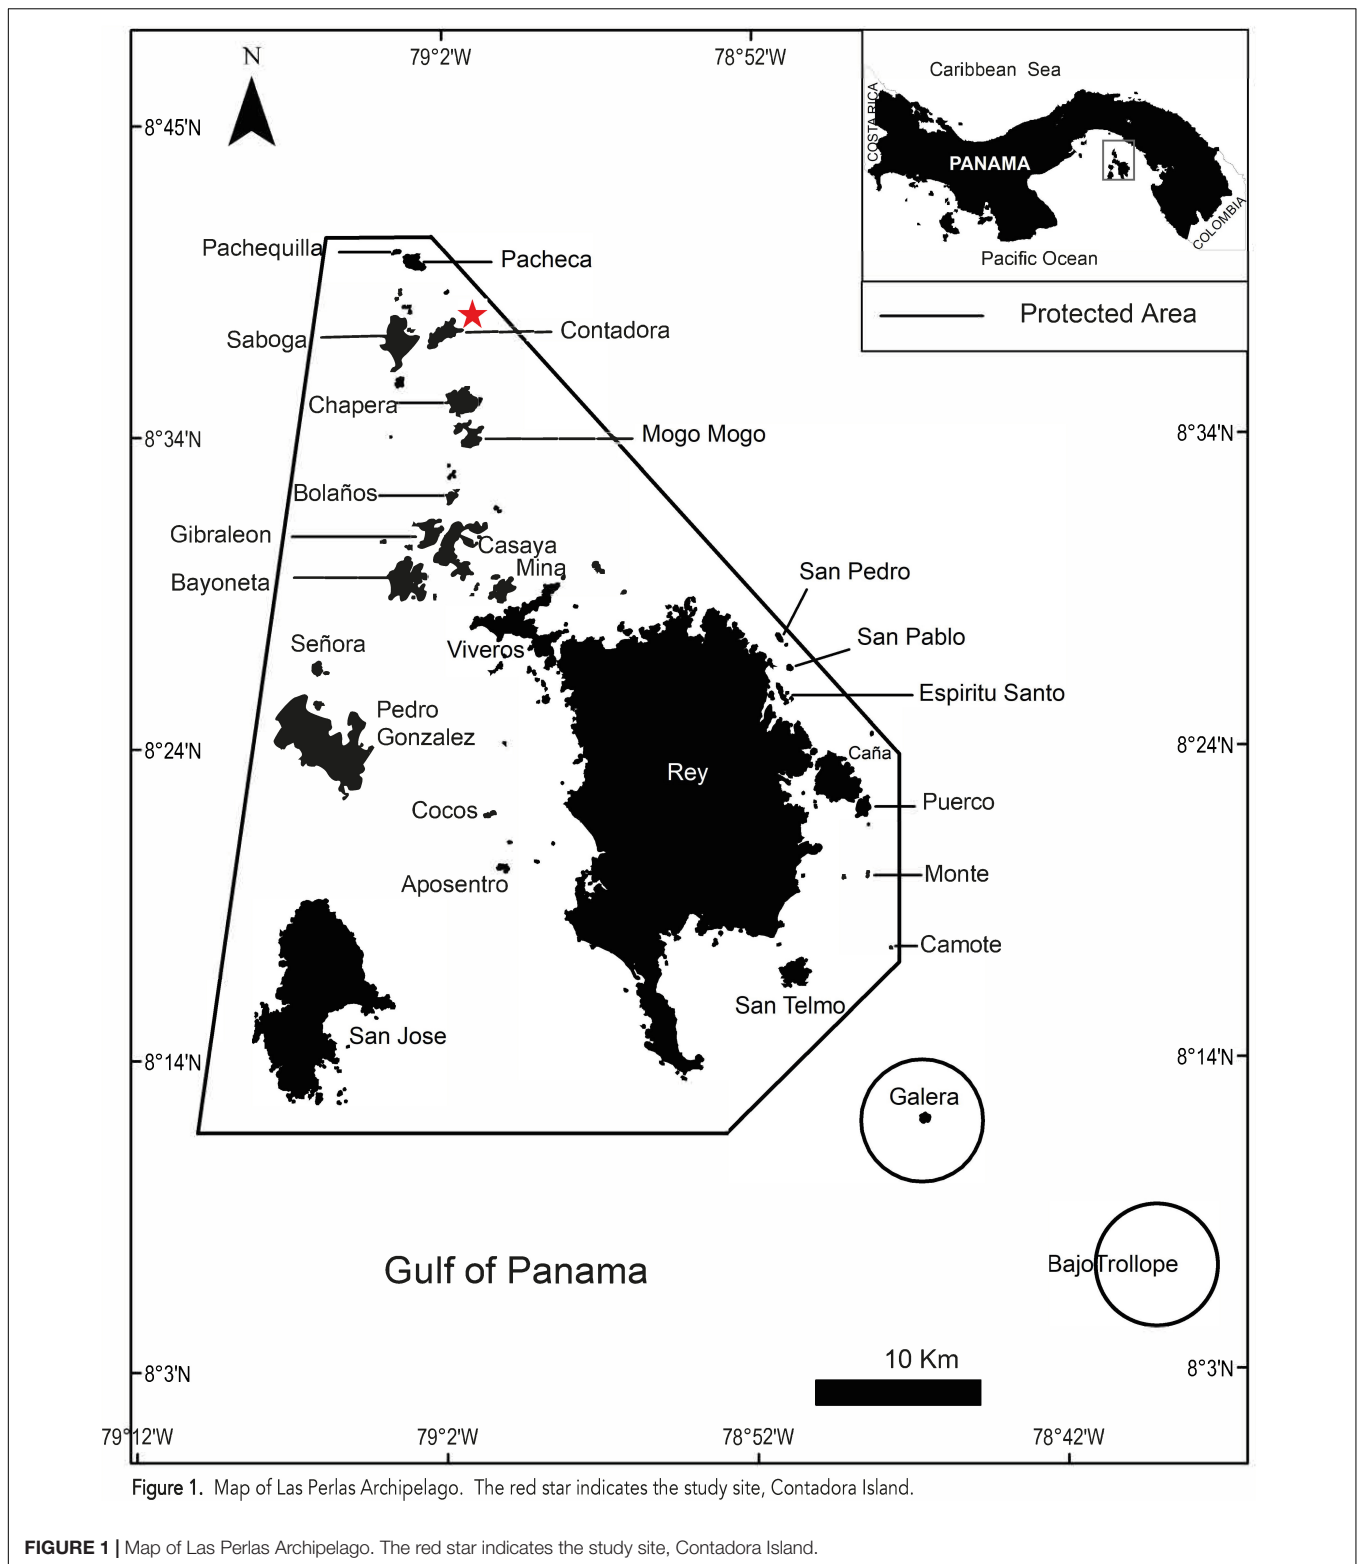 N
79°2'W
78°52'W
8°45'N
Caribbean Sea
COSTA RICA
PANAMA
COLOMBIA
Pacific Ocean
Protected Area
Pachequilla
Pacheca
Saboga
Contadora
Chapera
Mogo Mogo
8°34'N
8°34'N
Bolaños
Gibraleon
Casaya
Mina
Bayoneta
San Pedro
Señora
Viveros
San Pablo
Espiritu Santo
Pedro
Gonzalez
8°24'N
8°24'N
Caña
Rey
Cocos
Puerco
Aposentro
Monte
Camote
San Telmo
San Jose
8°14'N
8°14'N
Galera
Gulf of Panama
BajoTrollope
10 Km
8°3'N
8°3'N
79°12'W
79°2'W
78°52'W
78°42'W
Figure 1. Map of Las Perlas Archipelago. The red star indicates the study site, Contadora Island.
FIGURE 1 | Map of Las Perlas Archipelago. The red star indicates the study site, Contadora Island.